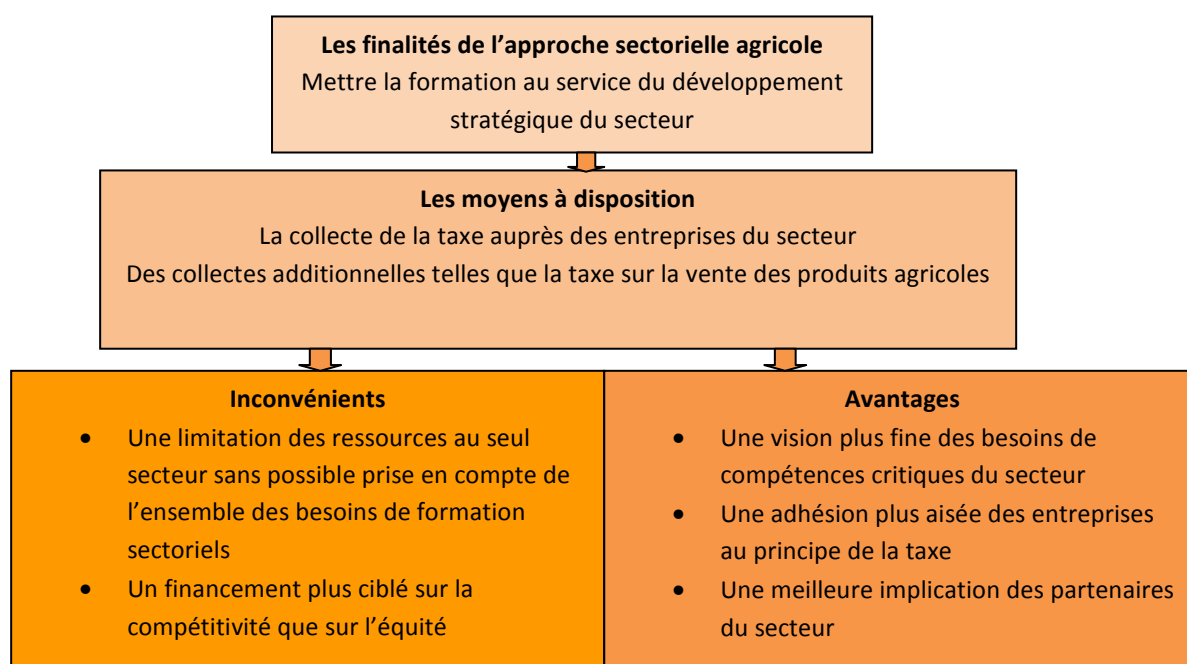 Les finalités de l’approche sectorielle agricole
Mettre la formation au service du développement
stratégique du secteur
Les moyens à disposition
La collecte de la taxe auprès des entreprises du secteur
Des collectes additionnelles telles que la taxe sur la vente des produits agricoles
Inconvénients
• Une limitation des ressources au seul
secteur sans possible prise en compte de
l’ensemble des besoins de formation
sectoriels
• Un financement plus ciblé sur la
compétitivité que sur l’équité
Avantages
• Une vision plus fine des besoins de
compétences critiques du secteur
• Une adhésion plus aisée des entreprises
au principe de la taxe
• Une meilleure implication des partenaires
du secteur